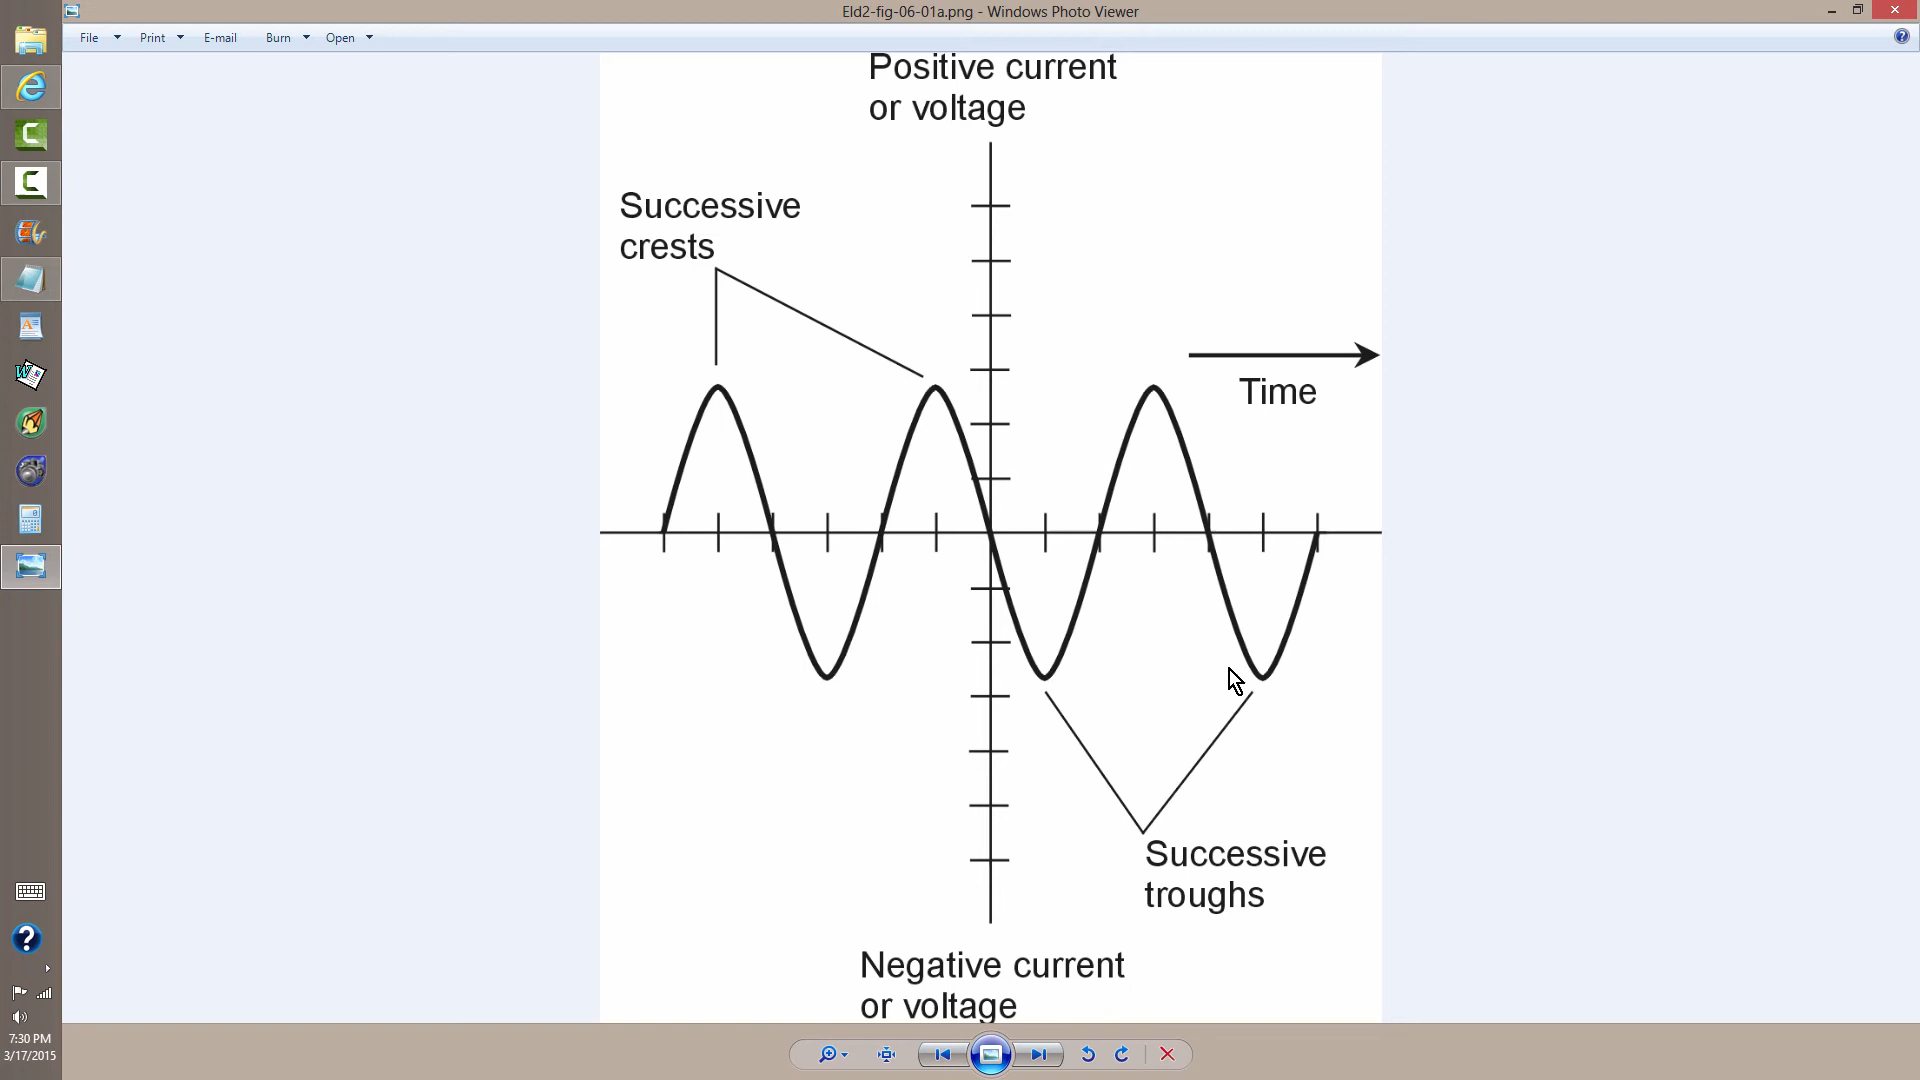 Eld2-fig-06-01a.png - Windows Photo Viewer
File Print E-mail Burn Open
Positive current
or voltage
Successive
crests
Time
Successive
troughs
Negative current
or voltage
7:30 PM
3/17/2015